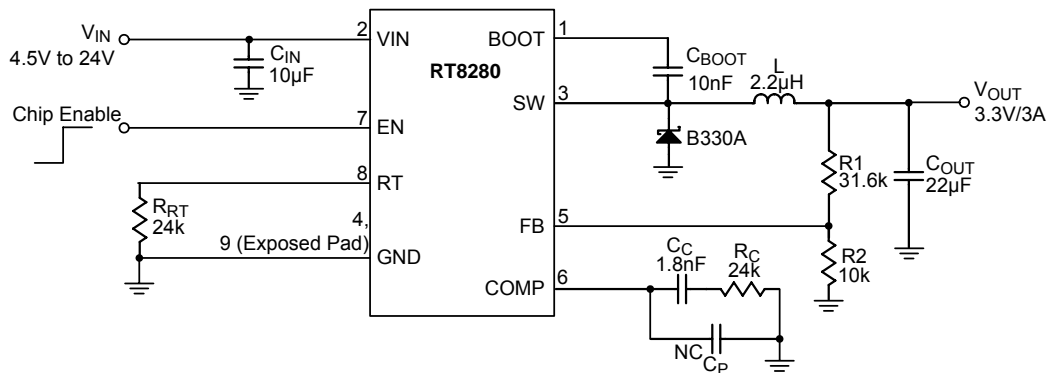 VIN
4.5V to 24V
CIN
10µF
2
VIN
RT8280
BOOT
1
CBOOT
10nF
L
2.2µH
SW
3
VOUT
3.3V/3A
B330A
Chip Enable
7
EN
R1
31.6k
COUT
22µF
8
RT
RRT
24k
4,
9 (Exposed Pad)
GND
FB
5
R2
10k
CC
1.8nF
RC
24k
COMP
6
NC
CP